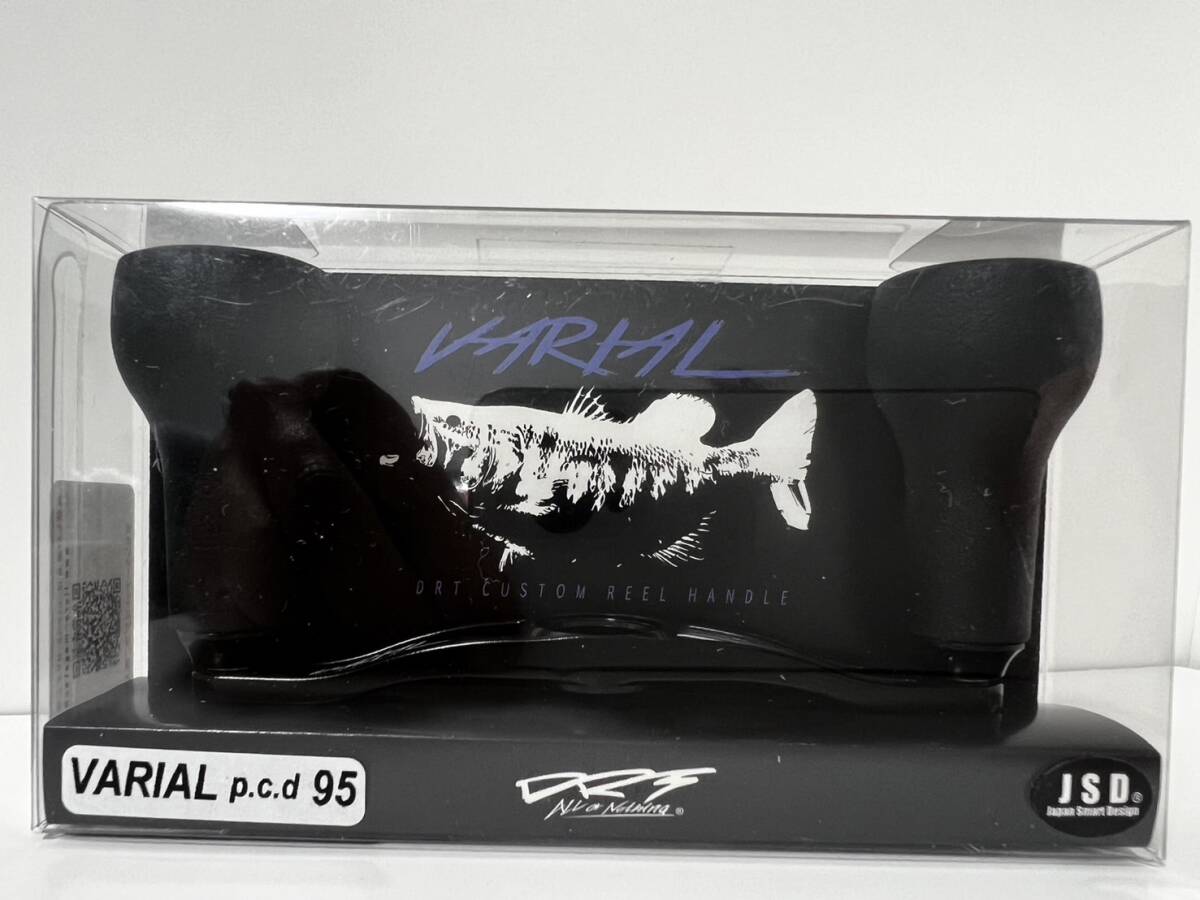 VARIAL
DRT CUSTOM REEL HANDLE
VARIAL p.c.d 95
DRT
JSD®
Japan Smart Design